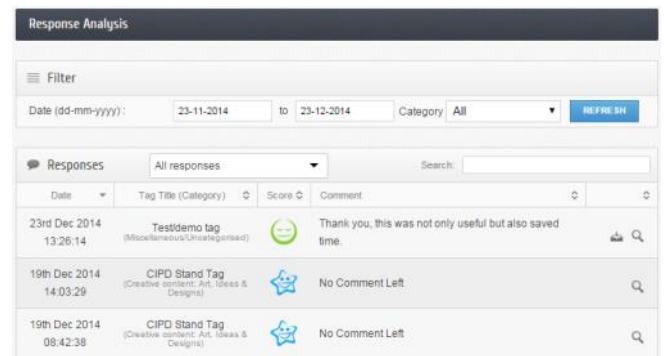 Response Analysis
Filter
Date (dd-mm-yyyy) : 23-11-2014 to 23-12-2014 Category All REFRESH
Responses All responses Search:
Date Tag Title (Category) Score Comment
23rd Dec 2014 Test/demo tag Thank you, this was not only useful but also saved
13:26:14 (Miscellaneous/Uncategorised) time.
19th Dec 2014 CIPD Stand Tag
14:03:29 (Creative content: Art, Ideas & Designs) No Comment Left
19th Dec 2014 CIPD Stand Tag
08:42:38 (Creative content: Art, Ideas & Designs) No Comment Left